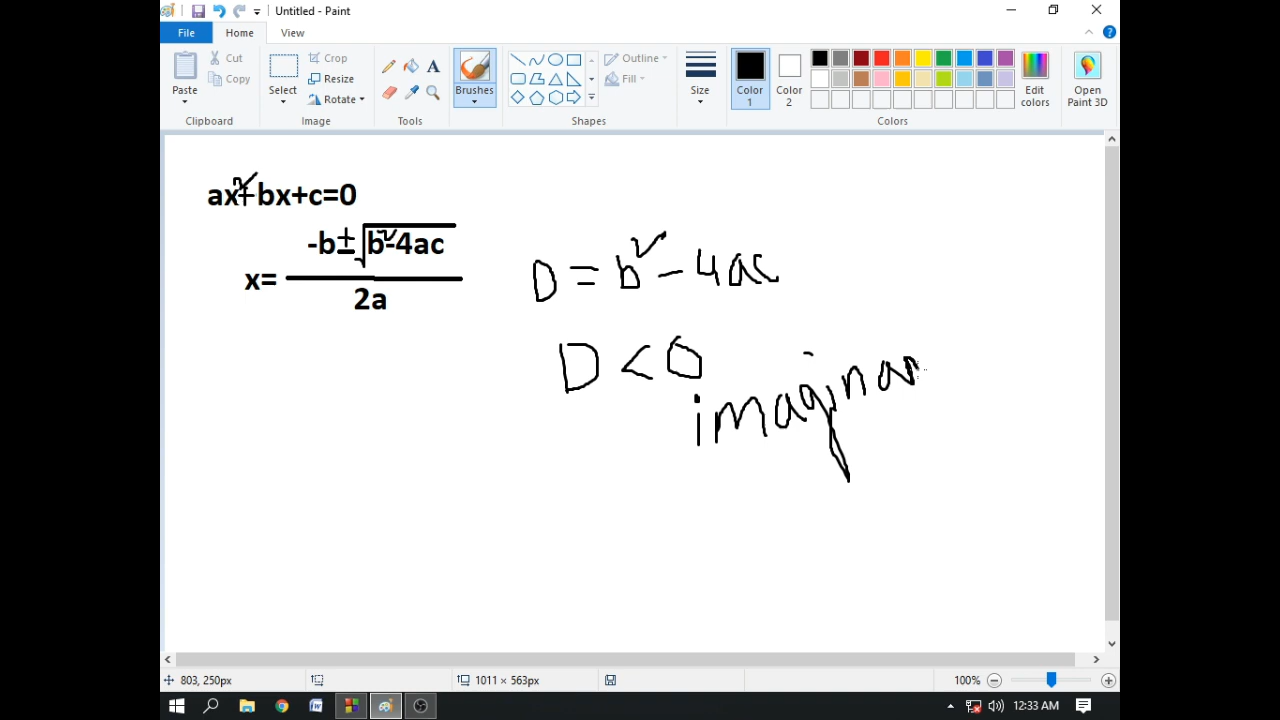 Untitled - Paint
File Home View
Paste Cut Copy Clipboard
Select Crop Resize Rotate Image
Tools
Brushes
Shapes Outline Fill
Size
Color 1 Color 2 Edit colors Colors
Open Paint 3D
ax²+bx+c=0
x= -b±√b²-4ac
2a
D = b² - 4ac
D < 0
imaginar
803, 250px 1011 × 563px 100%
12:33 AM